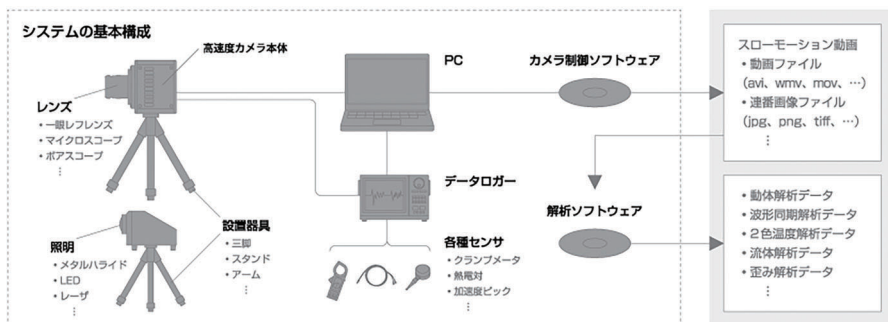 システムの基本構成
高速度カメラ本体
レンズ
・一眼レフレンズ
・マイクロスコープ
・ボアスコープ
⋮
照明
・メタルハライド
・LED
・レーザ
⋮
設置器具
・三脚
・スタンド
・アーム
⋮
PC
データロガー
各種センサ
・クランプメータ
・熱電対
・加速度ピック
⋮
カメラ制御ソフトウェア
解析ソフトウェア
スローモーション動画
・動画ファイル
（avi、wmv、mov、…）
・連番画像ファイル
（jpg、png、tiff、…）
⋮
・動体解析データ
・波形同期解析データ
・２色温度解析データ
・流体解析データ
・歪み解析データ
⋮